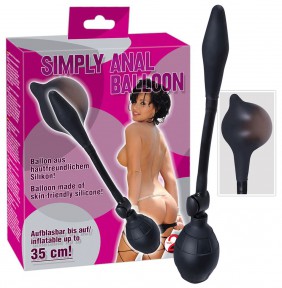 SIMPLY ANAL
BALLOON
Ballon aus
hautfreundlichem
Silikon!
Balloon made of
skin-friendly silicone!
Aufblasbar bis auf/
inflatable up to
35 cm!